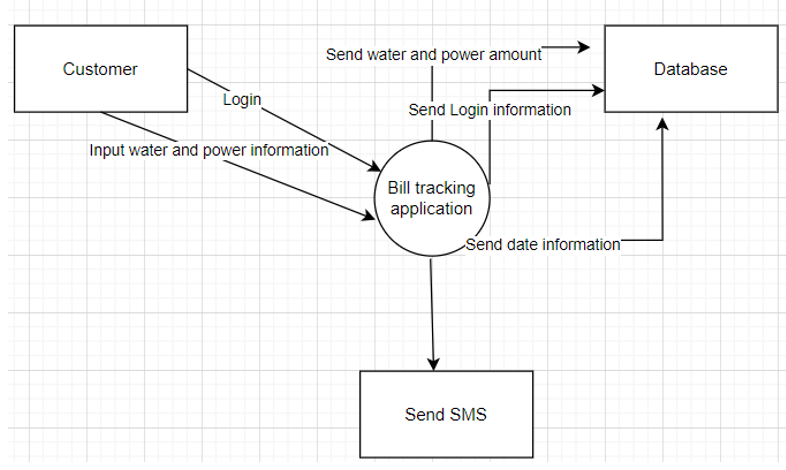 Send water and power amount
Customer
Database
Login
Send Login information
Input water and power information
Bill tracking
application
Send date information
Send SMS